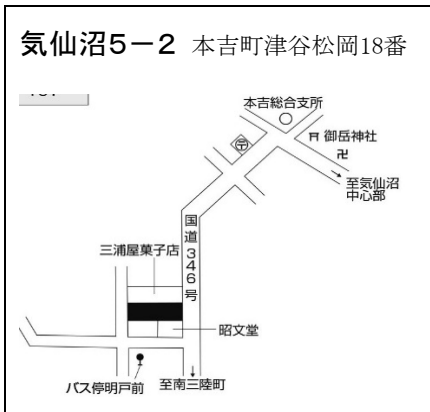 気仙沼5－2 本吉町津谷松岡18番
本吉総合支所
〒
御岳神社
卍
至気仙沼
中心部
国道346号
三浦屋菓子店
昭文堂
バス停明戸前
至南三陸町